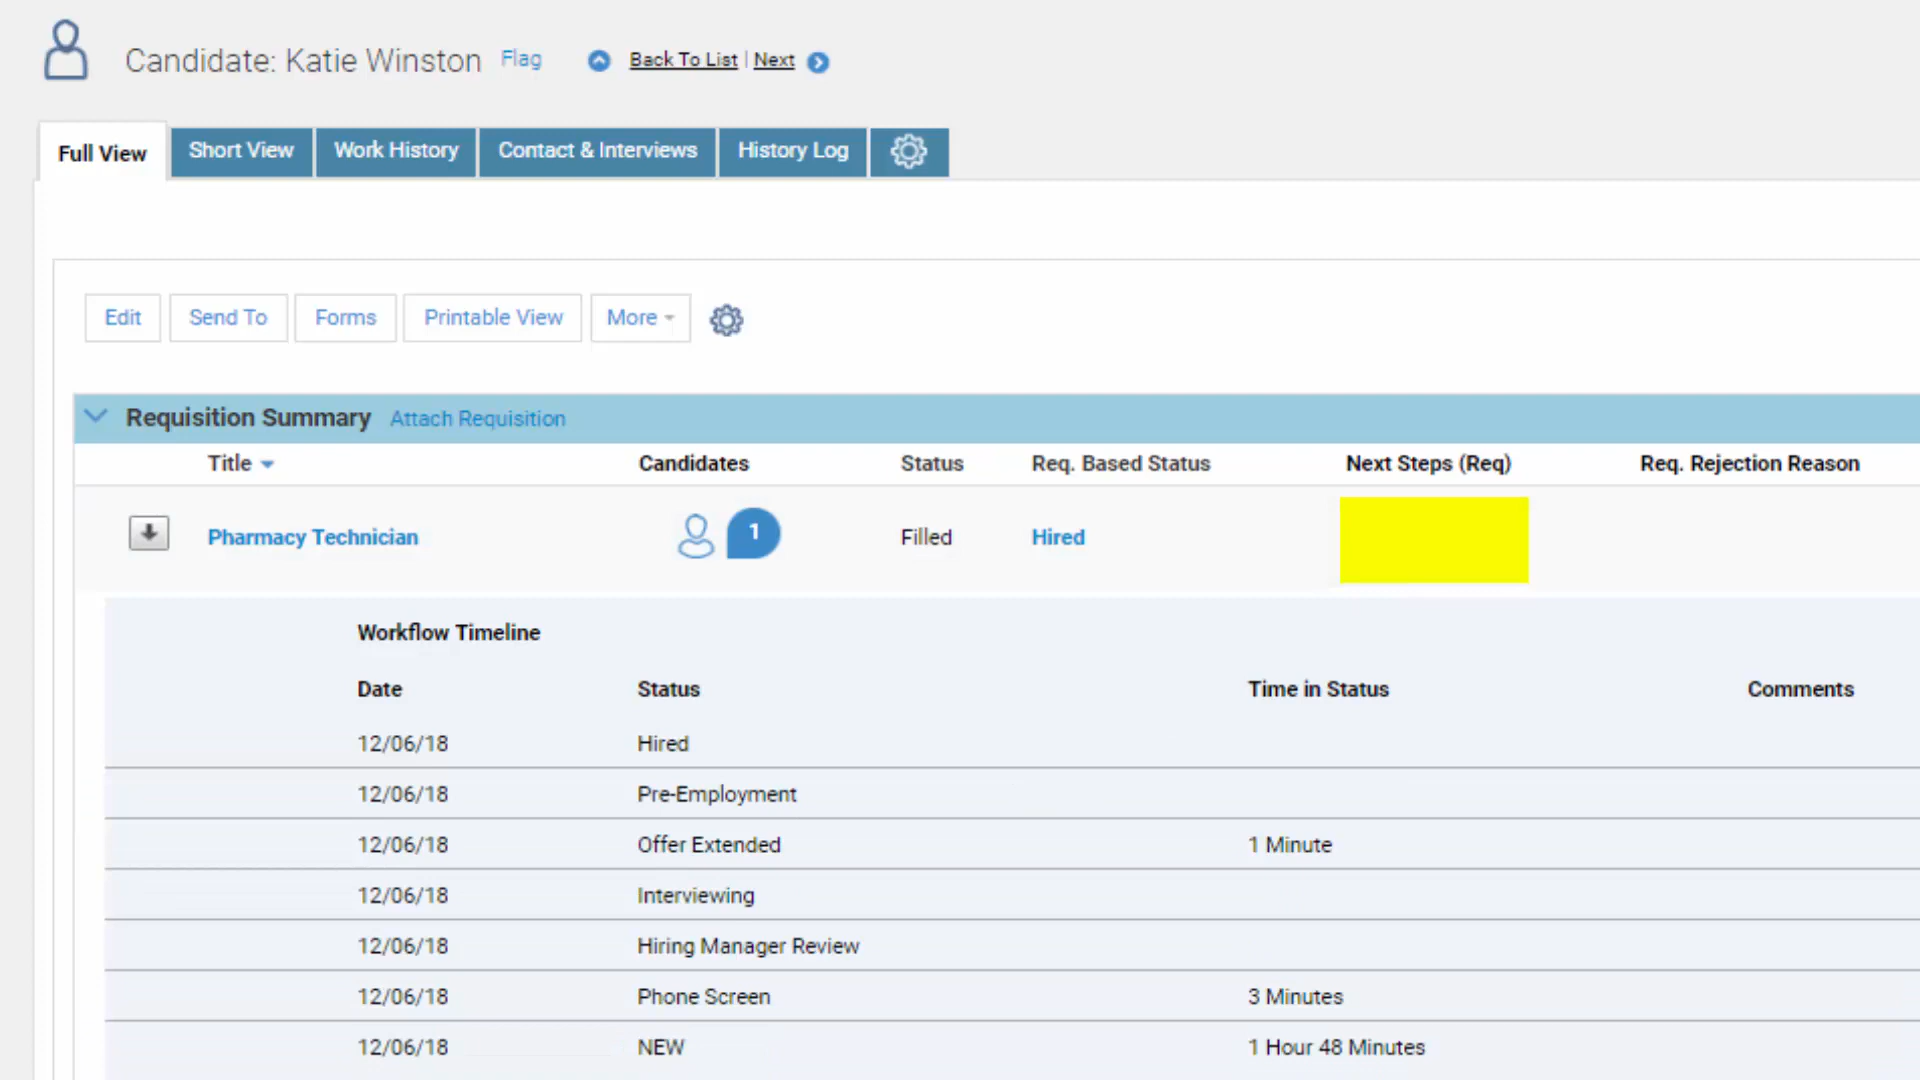 Candidate: Katie Winston Flag Back To List | Next
Full View Short View Work History Contact & Interviews History Log
Edit Send To Forms Printable View More
Requisition Summary Attach Requisition
Title Candidates Status Req. Based Status Next Steps (Req) Req. Rejection Reason
Pharmacy Technician 1 Filled Hired
Workflow Timeline
Date Status Time in Status Comments
12/06/18 Hired
12/06/18 Pre-Employment
12/06/18 Offer Extended 1 Minute
12/06/18 Interviewing
12/06/18 Hiring Manager Review
12/06/18 Phone Screen 3 Minutes
12/06/18 NEW 1 Hour 48 Minutes